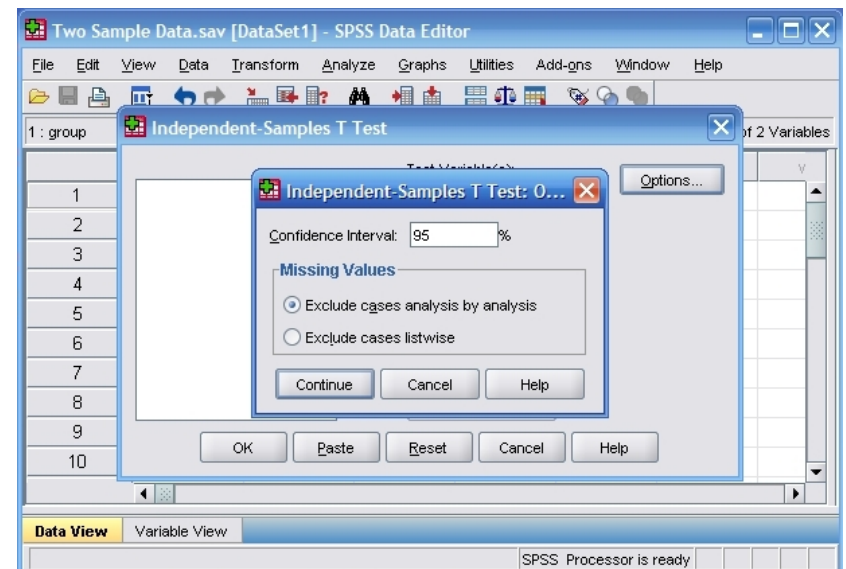 Two Sample Data.sav [DataSet1] - SPSS Data Editor
File Edit View Data Transform Analyze Graphs Utilities Add-ons Window Help
1 : group
of 2 Variables
Independent-Samples T Test
Options...
Independent-Samples T Test: O...
Confidence Interval: 95 %
Missing Values
Exclude cases analysis by analysis
Exclude cases listwise
Continue Cancel Help
OK Paste Reset Cancel Help
1
2
3
4
5
6
7
8
9
10
Data View Variable View
SPSS Processor is ready